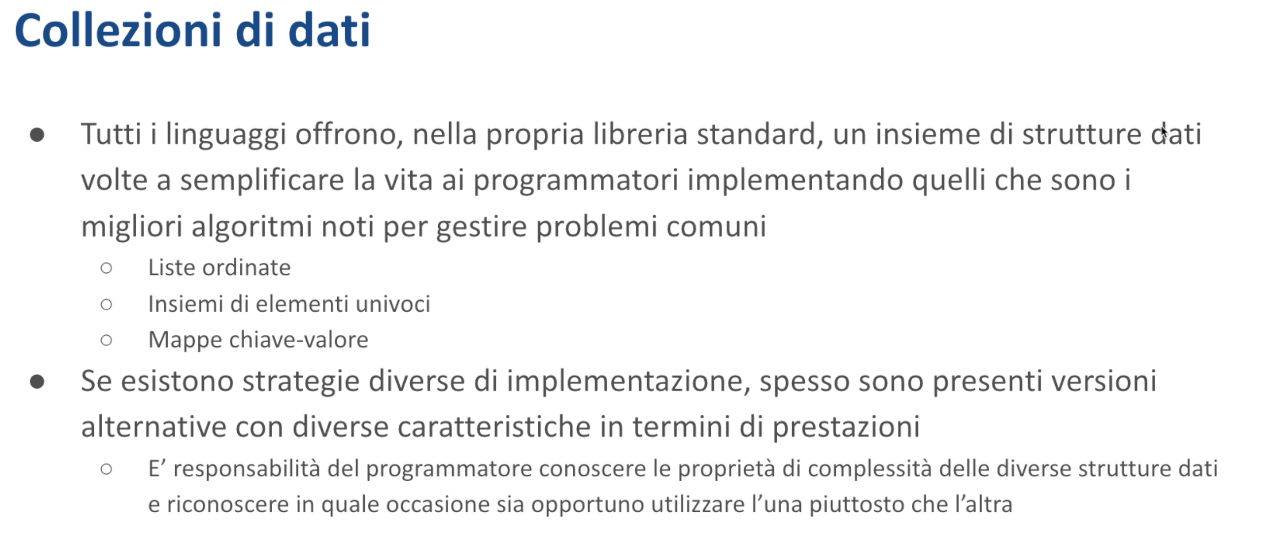 Collezioni di dati
● Tutti i linguaggi offrono, nella propria libreria standard, un insieme di strutture dati
volte a semplificare la vita ai programmatori implementando quelli che sono i
migliori algoritmi noti per gestire problemi comuni
○ Liste ordinate
○ Insiemi di elementi univoci
○ Mappe chiave-valore
● Se esistono strategie diverse di implementazione, spesso sono presenti versioni
alternative con diverse caratteristiche in termini di prestazioni
○ E’ responsabilità del programmatore conoscere le proprietà di complessità delle diverse strutture dati
e riconoscere in quale occasione sia opportuno utilizzare l’una piuttosto che l’altra